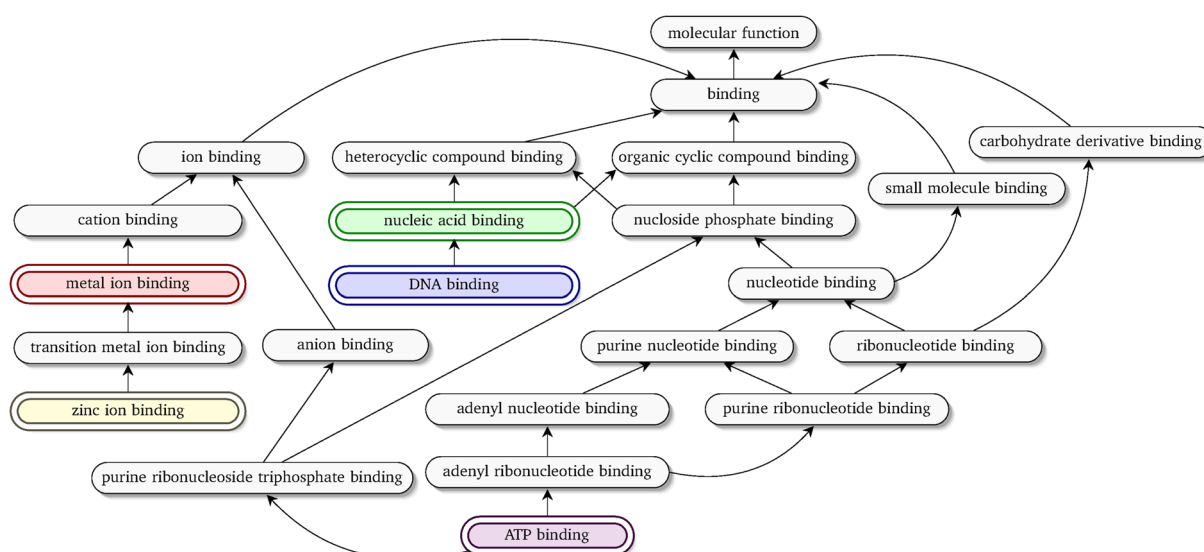 molecular function
binding
ion binding
heterocyclic compound binding
organic cyclic compound binding
carbohydrate derivative binding
small molecule binding
cation binding
nucleic acid binding
nucloside phosphate binding
metal ion binding
DNA binding
nucleotide binding
transition metal ion binding
anion binding
purine nucleotide binding
ribonucleotide binding
zinc ion binding
adenyl nucleotide binding
purine ribonucleotide binding
purine ribonucleoside triphosphate binding
adenyl ribonucleotide binding
ATP binding